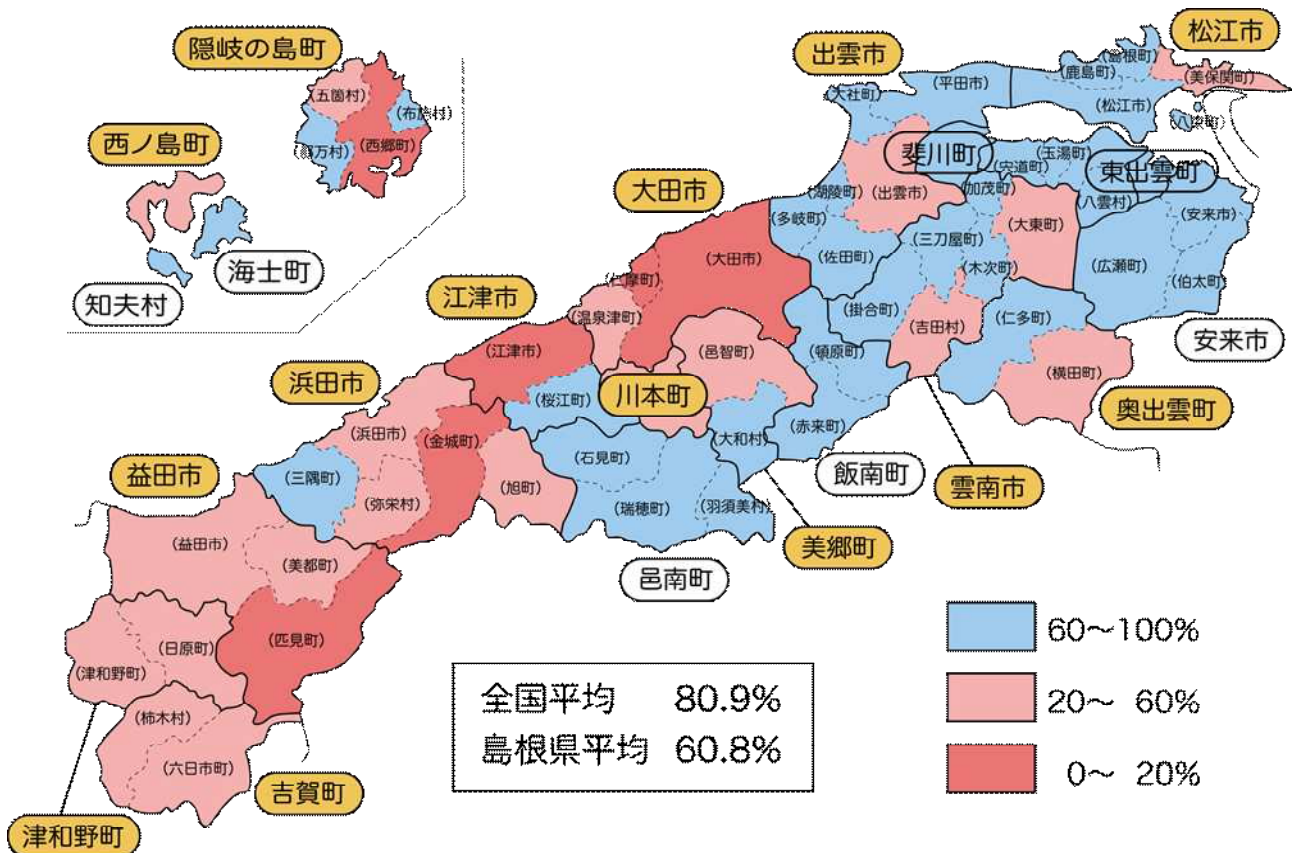 隠岐の島町
(五箇村)
(布施村)
(都万村)
(西郷町)
西ノ島町
海士町
知夫村
松江市
出雲市
(島根町)
(鹿島町)
(美保関町)
(平田市)
(大社町)
(松江市)
(八束町)
斐川町
(玉湯町)
(宍道町)
東出雲町
(八雲村)
(湖陵町)
(出雲市)
(加茂町)
(大東町)
(安来市)
(多岐町)
(三刀屋町)
(佐田町)
(木次町)
(広瀬町)
(伯太町)
大田市
(大田市)
(仁摩町)
(温泉津町)
(掛合町)
(吉田村)
(仁多町)
安来市
江津市
(江津市)
(邑智町)
(頓原町)
(横田町)
奥出雲町
浜田市
(桜江町)
川本町
(浜田市)
(金城町)
(大和村)
(赤来町)
(石見町)
飯南町
雲南市
益田市
(三隅町)
(弥栄村)
(旭町)
(瑞穂町)
(羽須美村)
美郷町
邑南町
(益田市)
(美都町)
(匹見町)
(日原町)
(津和野町)
(柿木村)
(六日市町)
吉賀町
津和野町
全国平均 80.9%
島根県平均 60.8%
60～100%
20～ 60%
0～ 20%